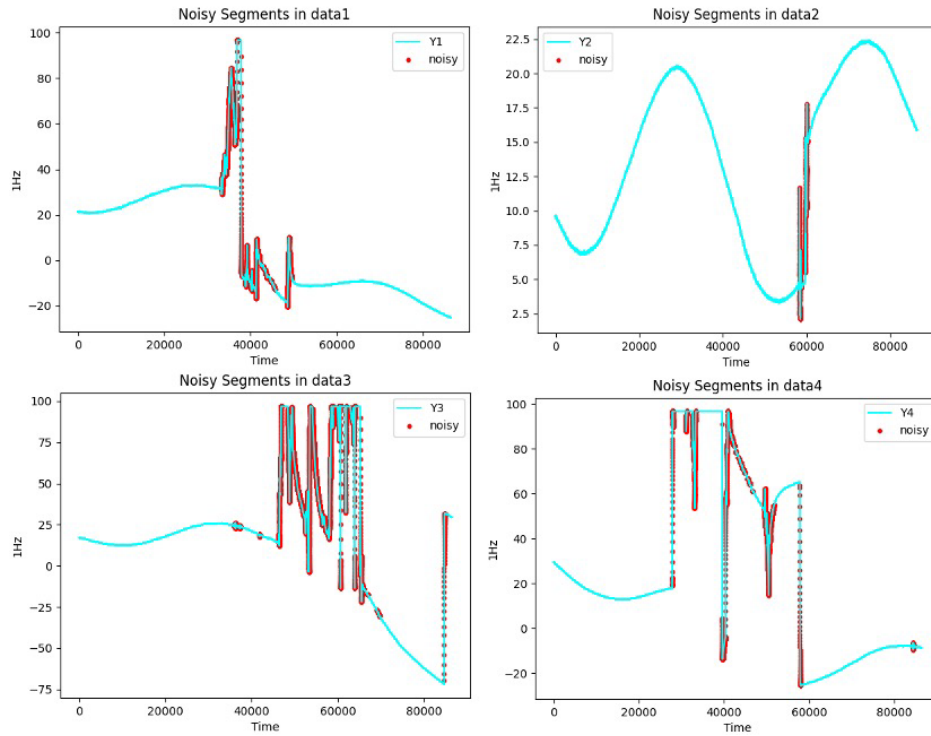 Noisy Segments in data1
100
80
60
40
20
0
−20
1Hz
0 20000 40000 60000 80000
Time
Y1
noisy
Noisy Segments in data2
22.5
20.0
17.5
15.0
12.5
10.0
7.5
5.0
2.5
1Hz
0 20000 40000 60000 80000
Time
Y2
noisy
Noisy Segments in data3
100
75
50
25
0
−25
−50
−75
1Hz
0 20000 40000 60000 80000
Time
Y3
noisy
Noisy Segments in data4
100
80
60
40
20
0
−20
1Hz
0 20000 40000 60000 80000
Time
Y4
noisy